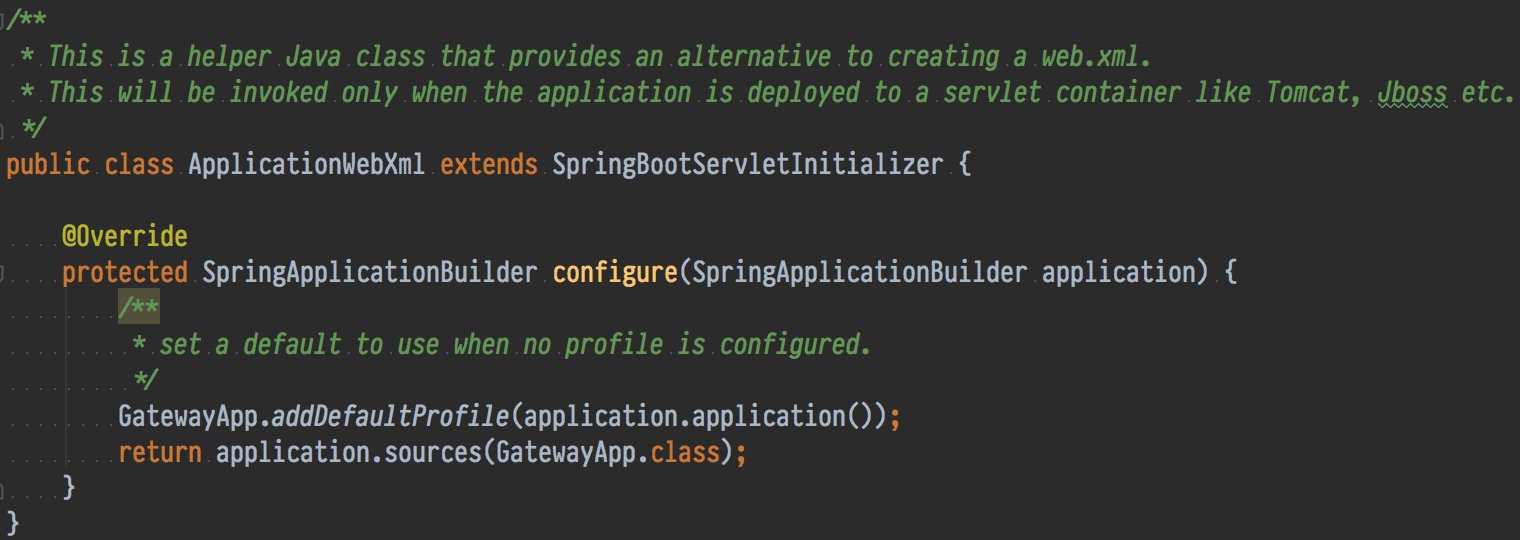 /**
 * This is a helper Java class that provides an alternative to creating a web.xml.
 * This will be invoked only when the application is deployed to a servlet container like Tomcat, Jboss etc.
 */
public class ApplicationWebXml extends SpringBootServletInitializer {
    @Override
    protected SpringApplicationBuilder configure(SpringApplicationBuilder application) {
        /**
         * set a default to use when no profile is configured.
         */
        GatewayApp.addDefaultProfile(application.application());
        return application.sources(GatewayApp.class);
    }
}